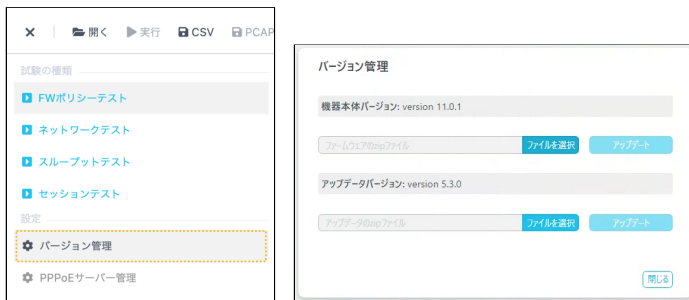 × 開く 実行 CSV PCAP
試験の種類
FWポリシーテスト
ネットワークテスト
スループットテスト
セッションテスト
設定
バージョン管理
PPPoEサーバー管理
バージョン管理
機器本体バージョン: version 11.0.1
ファームウェアのzipファイル ファイルを選択 アップデート
アップデータバージョン: version 5.3.0
アップデータのzipファイル ファイルを選択 アップデート
閉じる